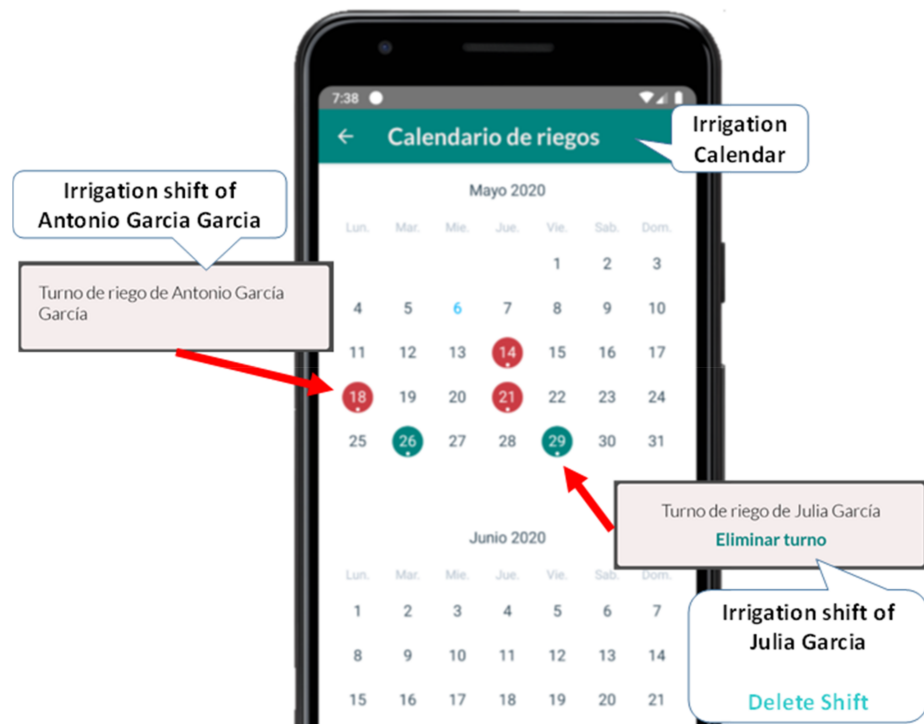 7:38
Calendario de riegos
Irrigation
Calendar
Mayo 2020
Irrigation shift of
Antonio Garcia Garcia
Lun. Mar. Mie. Jue. Vie. Sab. Dom.
1 2 3
Turno de riego de Antonio García
García
4 5 6 7 8 9 10
11 12 13 14 15 16 17
18 19 20 21 22 23 24
25 26 27 28 29 30 31
Turno de riego de Julia García
Eliminar turno
Junio 2020
Lun. Mar. Mie. Jue. Vie. Sab. Dom.
1 2 3 4 5 6 7
Irrigation shift of
Julia Garcia
Delete Shift
8 9 10 11 12 13 14
15 16 17 18 19 20 21